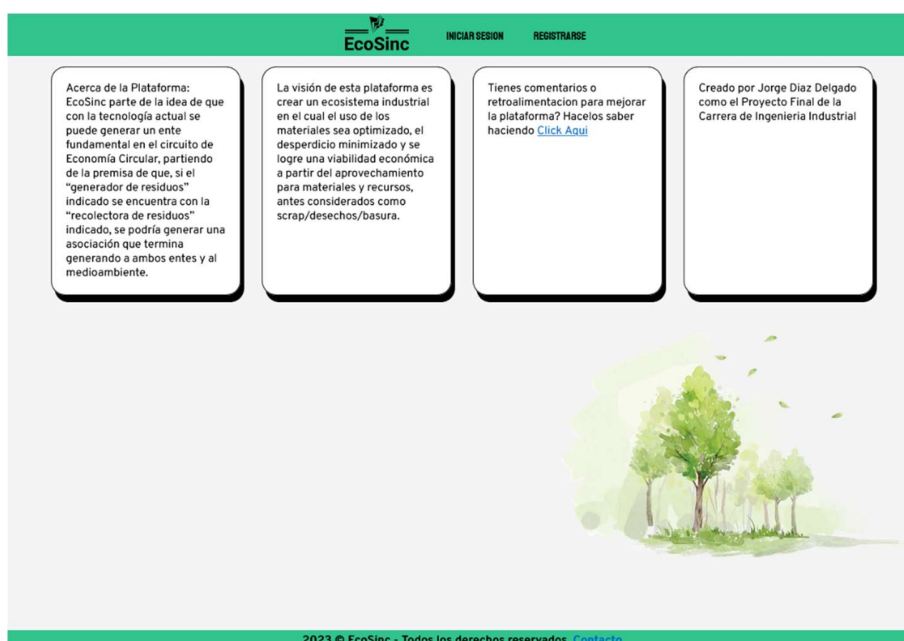 EcoSinc
INICIAR SESION
REGISTRARSE
Acerca de la Plataforma:
EcoSinc parte de la idea de que
con la tecnología actual se
puede generar un ente
fundamental en el circuito de
Economía Circular, partiendo
de la premisa de que, si el
“generador de residuos”
indicado se encuentra con la
“recolectora de residuos”
indicado, se podría generar una
asociación que termina
generando a ambos entes y al
medioambiente.
La visión de esta plataforma es
crear un ecosistema industrial
en el cual el uso de los
materiales sea optimizado, el
desperdicio minimizado y se
logre una viabilidad económica
a partir del aprovechamiento
para materiales y recursos,
antes considerados como
scrap/desechos/basura.
Tienes comentarios o
retroalimentacion para mejorar
la plataforma? Hacelos saber
haciendo Click Aqui
Creado por Jorge Diaz Delgado
como el Proyecto Final de la
Carrera de Ingenieria Industrial
2023 © EcoSinc - Todos los derechos reservados. Contacto